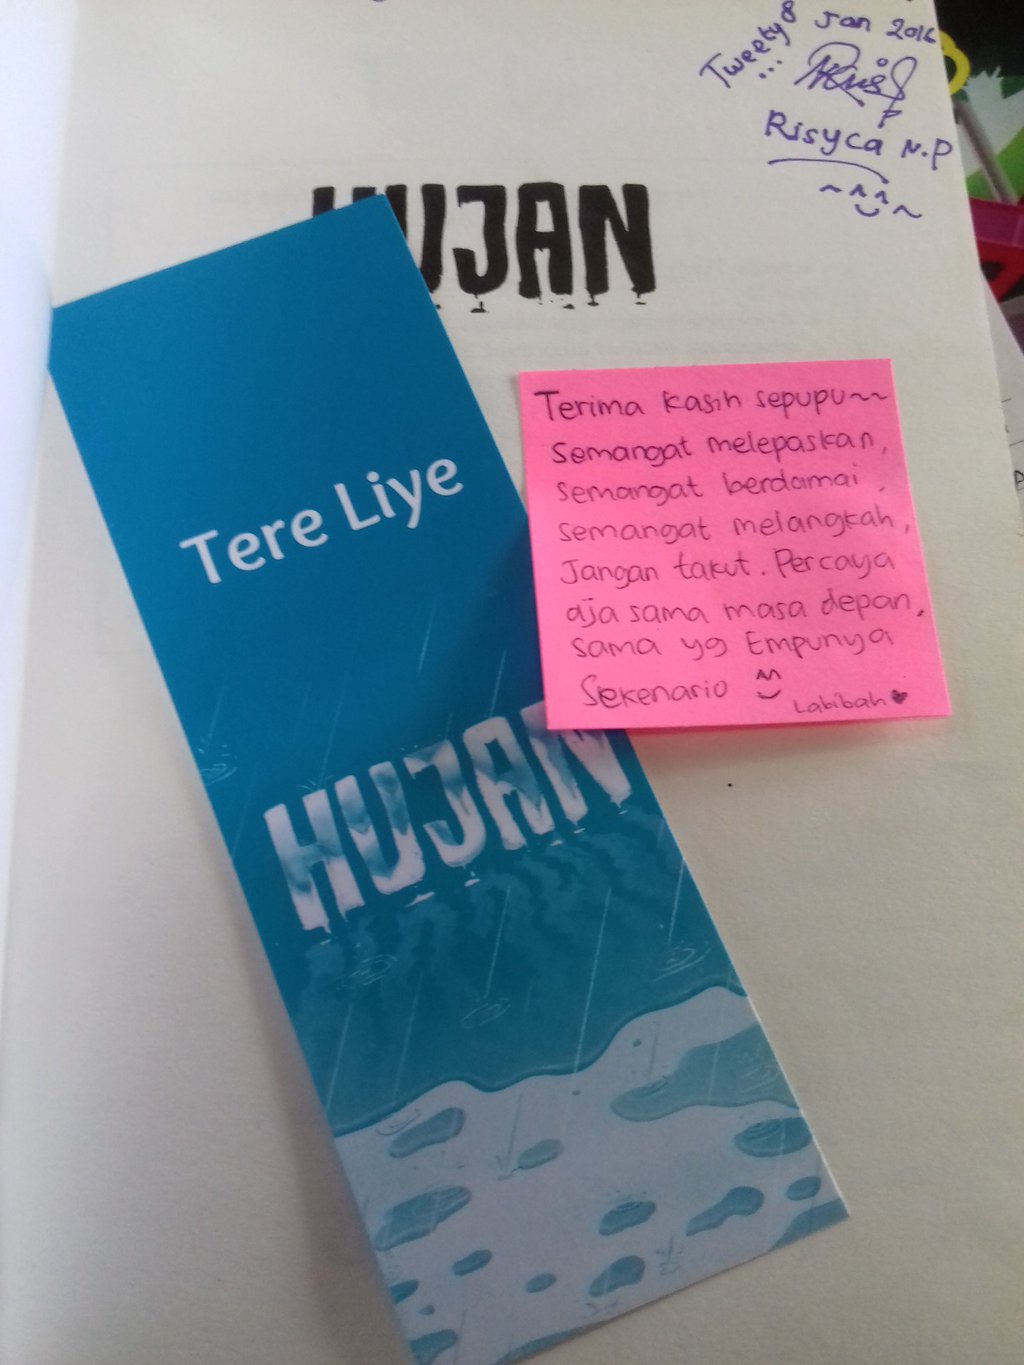 Tweety 8 Jan 2016
...
Risyca N.P
HUJAN
Terima kasih sepupu~~
Semangat melepaskan,
semangat berdamai,
semangat melangkah,
Jangan takut. Percaya
aja sama masa depan,
sama yg Empunya
Sekenario
Labibah
Tere Liye
HUJAN